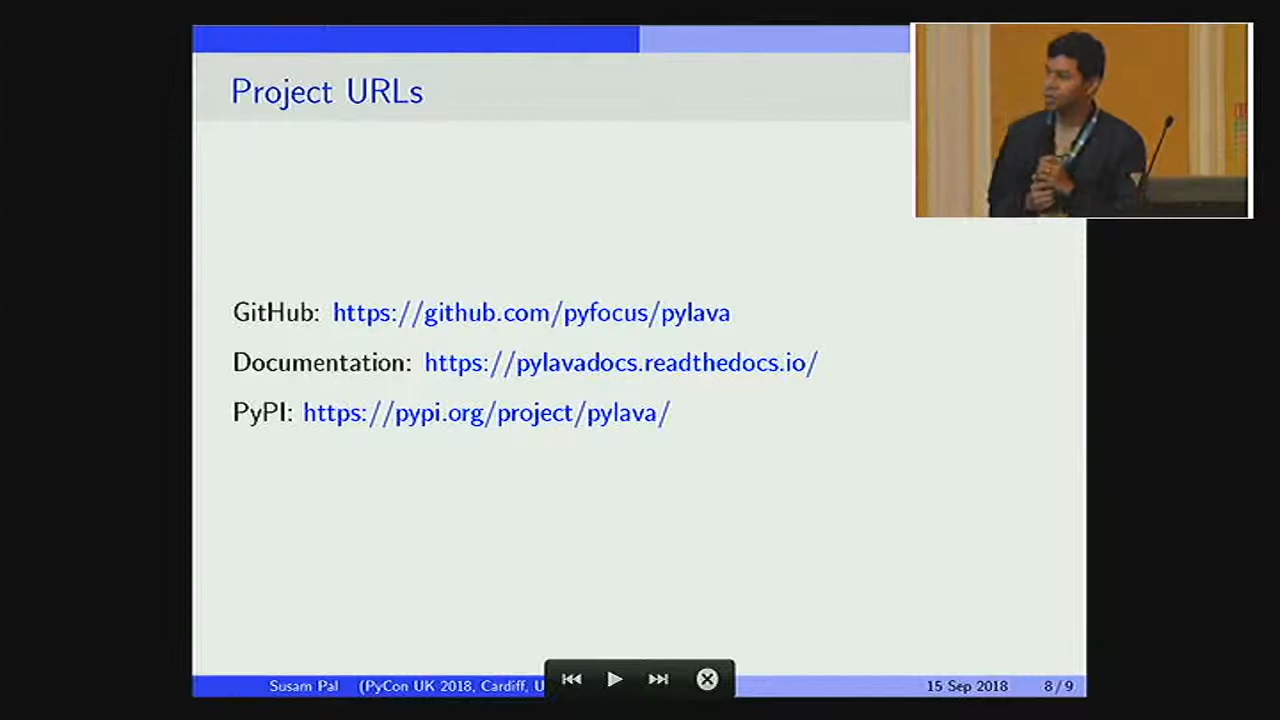 Project URLs
GitHub: https://github.com/pyfocus/pylava
Documentation: https://pylavadocs.readthedocs.io/
PyPI: https://pypi.org/project/pylava/
Susam Pal (PyCon UK 2018, Cardiff, 15 Sep 2018 8 / 9